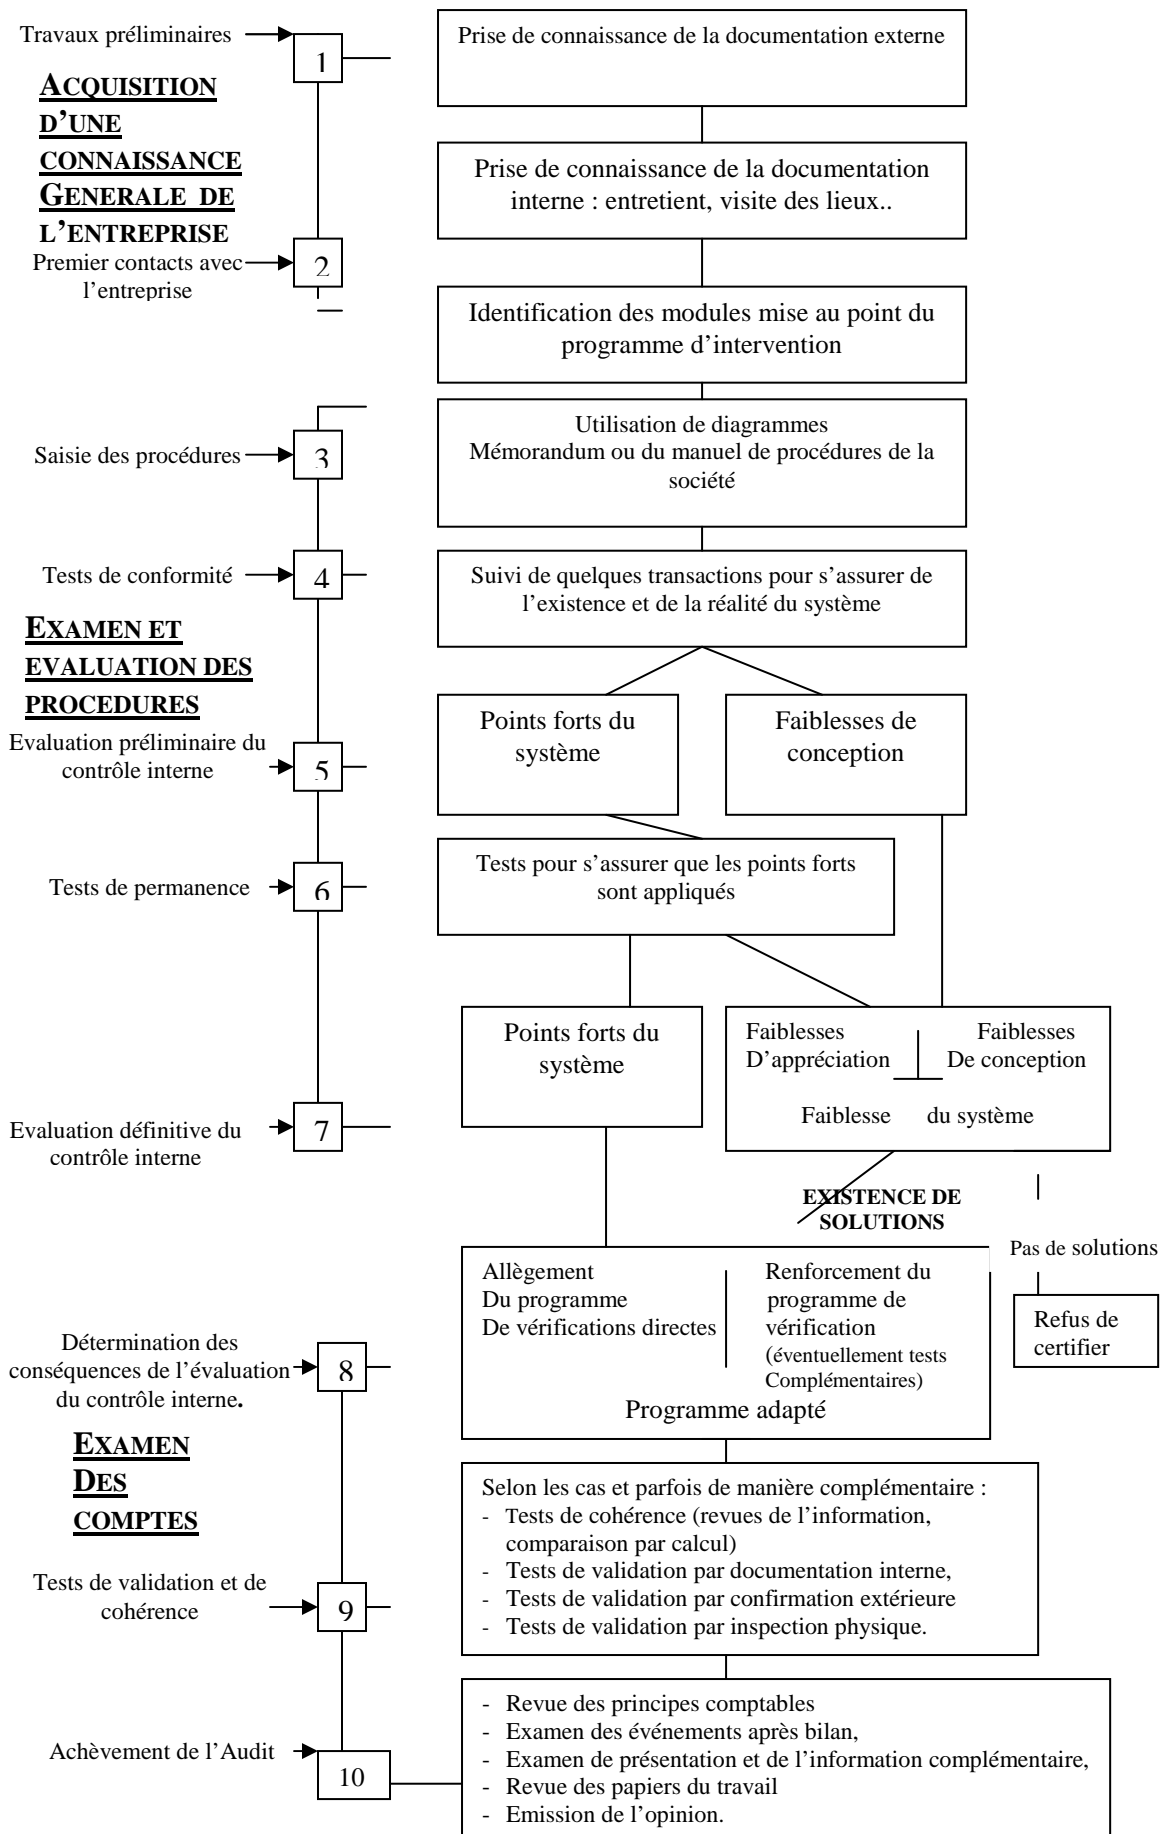 Travaux préliminaires
1
Prise de connaissance de la documentation externe
ACQUISITION
D’UNE
CONNAISSANCE
GENERALE DE
L’ENTREPRISE
Prise de connaissance de la documentation
interne : entretient, visite des lieux..
Premier contacts avec
l’entreprise
2
Identification des modules mise au point du
programme d’intervention
Saisie des procédures
3
Utilisation de diagrammes
Mémorandum ou du manuel de procédures de la
société
Tests de conformité
4
Suivi de quelques transactions pour s’assurer de
l’existence et de la réalité du système
EXAMEN ET
EVALUATION DES
PROCEDURES
Points forts du
système
Faiblesses de
conception
Evaluation préliminaire du
contrôle interne
5
Tests de permanence
6
Tests pour s’assurer que les points forts
sont appliqués
Points forts du
système
Faiblesses
D’appréciation
Faiblesses
De conception
Faiblesse du système
Evaluation définitive du
contrôle interne
7
EXISTENCE DE
SOLUTIONS
Pas de solutions
Refus de
certifier
Allègement
Du programme
De vérifications directes
Renforcement du
programme de
vérification
(éventuellement tests
Complémentaires)
Programme adapté
Détermination des
conséquences de l’évaluation
du contrôle interne.
8
EXAMEN
DES
COMPTES
Selon les cas et parfois de manière complémentaire :
- Tests de cohérence (revues de l’information,
comparaison par calcul)
- Tests de validation par documentation interne,
- Tests de validation par confirmation extérieure
- Tests de validation par inspection physique.
Tests de validation et de
cohérence
9
Achèvement de l’Audit
10
- Revue des principes comptables
- Examen des événements après bilan,
- Examen de présentation et de l’information complémentaire,
- Revue des papiers du travail
- Emission de l’opinion.